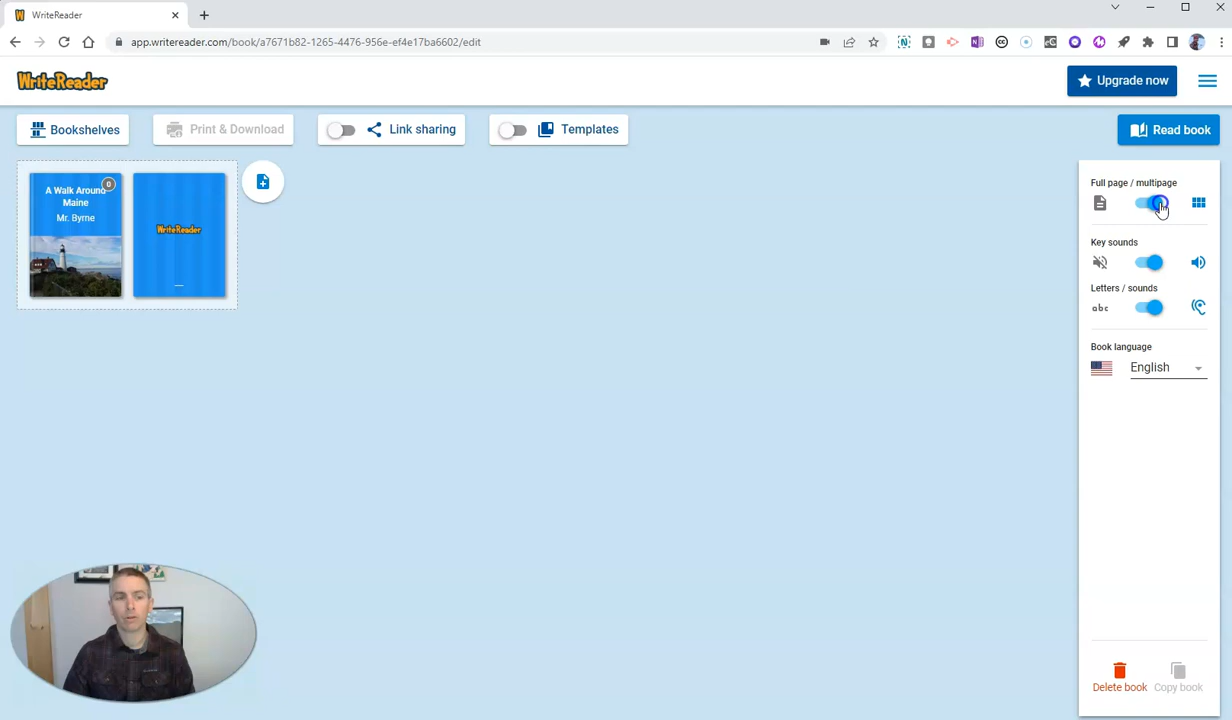 WriteReader
app.writereader.com/book/a7671b82-1265-4476-956e-ef4e17ba6602/edit
WriteReader
Upgrade now
Bookshelves
Print & Download
Link sharing
Templates
Read book
A Walk Around
Maine
Mr. Byrne
0
WriteReader
Full page / multipage
Key sounds
Letters / sounds
abc
Book language
English
Delete book
Copy book